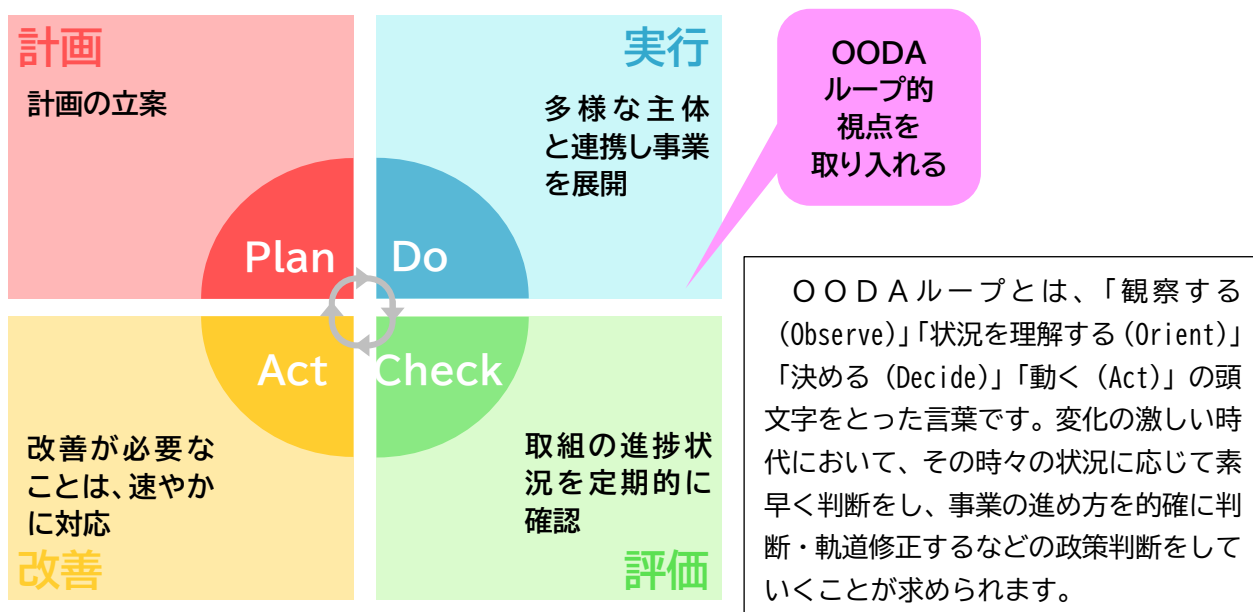 計画
計画の立案
実行
多様な主体
と連携し事業
を展開
OODA
ループ的
視点を
取り入れる
Plan
Do
Act
Check
改善が必要な
ことは、速やか
に対応
改善
取組の進捗状
況を定期的に
確認
評価
ＯＯＤＡループとは、「観察する
(Observe)」「状況を理解する(Orient)」
「決める (Decide)」「動く (Act)」の頭
文字をとった言葉です。変化の激しい時
代において、その時々の状況に応じて素
早く判断をし、事業の進め方を的確に判
断・軌道修正するなどの政策判断をして
いくことが求められます。